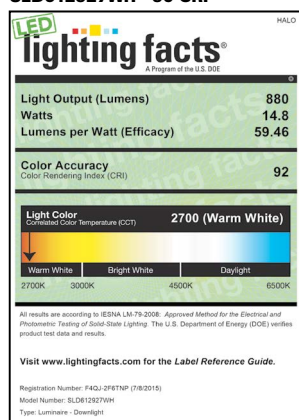 HALO
LED
lighting facts®
A Program of the U.S. DOE
Light Output (Lumens) 880
Watts 14.8
Lumens per Watt (Efficacy) 59.46
Color Accuracy 92
Color Rendering Index (CRI)
Light Color 2700 (Warm White)
Correlated Color Temperature (CCT)
Warm White Bright White Daylight
2700K 3000K 4500K 6500K
All results are according to IESNA LM-79-2008: Approved Method for the Electrical and
Photometric Testing of Solid-State Lighting. The U.S. Department of Energy (DOE) verifies
product test data and results.
Visit www.lightingfacts.com for the Label Reference Guide.
Registration Number: F4QJ-2F6TNP (7/8/2015)
Model Number: SLD612927WH
Type: Luminaire - Downlight